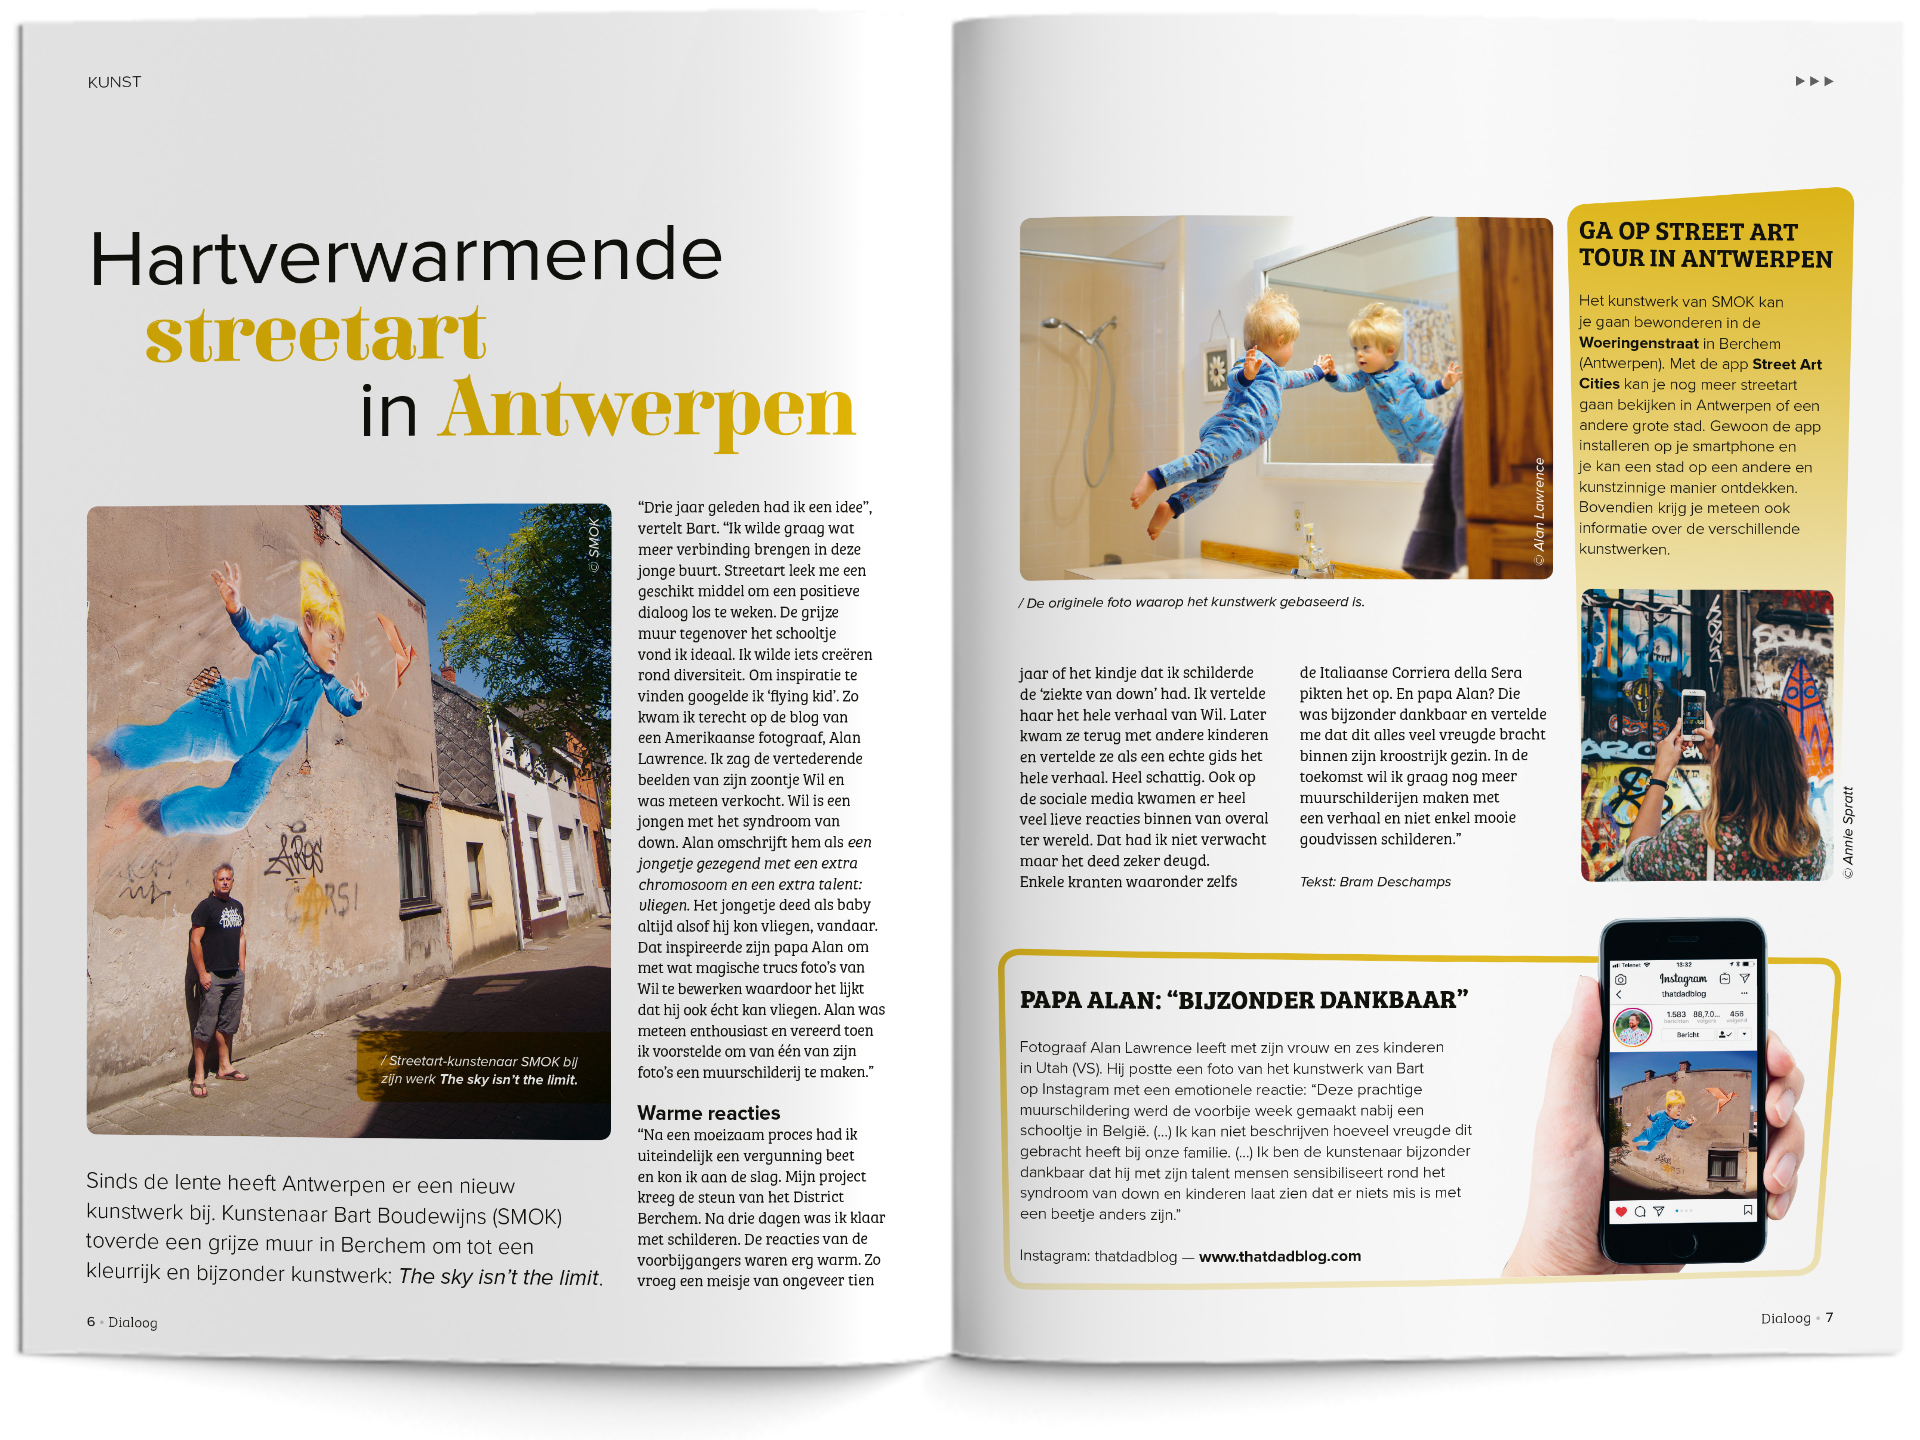 KUNST
Hartverwarmende
streetart
in Antwerpen
© SMOK
/ Streetart-kunstenaar SMOK bij
zijn werk The sky isn't the limit.
Sinds de lente heeft Antwerpen er een nieuw
kunstwerk bij. Kunstenaar Bart Boudewijns (SMOK)
toverde een grijze muur in Berchem om tot een
kleurrijk en bijzonder kunstwerk: The sky isn't the limit.
“Drie jaar geleden had ik een idee”,
vertelt Bart. “Ik wilde graag wat
meer verbinding brengen in deze
jonge buurt. Streetart leek me een
geschikt middel om een positieve
dialoog los te weken. De grijze
muur tegenover het schooltje
vond ik ideaal. Ik wilde iets creëren
rond diversiteit. Om inspiratie te
vinden googelde ik ‘flying kid’. Zo
kwam ik terecht op de blog van
een Amerikaanse fotograaf, Alan
Lawrence. Ik zag de vertederende
beelden van zijn zoontje Wil en
was meteen verkocht. Wil is een
jongen met het syndroom van
down. Alan omschrijft hem als een
jongetje gezegend met een extra
chromosoom en een extra talent:
vliegen. Het jongetje deed als baby
altijd alsof hij kon vliegen, vandaar.
Dat inspireerde zijn papa Alan om
met wat magische trucs foto's van
Wil te bewerken waardoor het lijkt
dat hij ook écht kan vliegen. Alan was
meteen enthousiast en vereerd toen
ik voorstelde om van één van zijn
foto's een muurschilderij te maken.”
Warme reacties
“Na een moeizaam proces had ik
uiteindelijk een vergunning beet
en kon ik aan de slag. Mijn project
kreeg de steun van het District
Berchem. Na drie dagen was ik klaar
met schilderen. De reacties van de
voorbijgangers waren erg warm. Zo
vroeg een meisje van ongeveer tien
6 • Dialoog
© Alan Lawrence
/ De originele foto waarop het kunstwerk gebaseerd is.
jaar of het kindje dat ik schilderde
de ‘ziekte van down’ had. Ik vertelde
haar het hele verhaal van Wil. Later
kwam ze terug met andere kinderen
en vertelde ze als een echte gids het
hele verhaal. Heel schattig. Ook op
de sociale media kwamen er heel
veel lieve reacties binnen van overal
ter wereld. Dat had ik niet verwacht
maar het deed zeker deugd.
Enkele kranten waaronder zelfs
de Italiaanse Corriera della Sera
pikten het op. En papa Alan? Die
was bijzonder dankbaar en vertelde
me dat dit alles veel vreugde bracht
binnen zijn kroostrijk gezin. In de
toekomst wil ik graag nog meer
muurschilderijen maken met
een verhaal en niet enkel mooie
goudvissen schilderen.”
Tekst: Bram Deschamps
GA OP STREET ART
TOUR IN ANTWERPEN
Het kunstwerk van SMOK kan
je gaan bewonderen in de
Woeringenstraat in Berchem
(Antwerpen). Met de app Street Art
Cities kan je nog meer streetart
gaan bekijken in Antwerpen of een
andere grote stad. Gewoon de app
installeren op je smartphone en
je kan een stad op een andere en
kunstzinnige manier ontdekken.
Bovendien krijg je meteen ook
informatie over de verschillende
kunstwerken.
© Annie Spratt
PAPA ALAN: “BIJZONDER DANKBAAR”
Fotograaf Alan Lawrence leeft met zijn vrouw en zes kinderen
in Utah (VS). Hij postte een foto van het kunstwerk van Bart
op Instagram met een emotionele reactie: “Deze prachtige
muurschildering werd de voorbije week gemaakt nabij een
schooltje in België. (...) Ik kan niet beschrijven hoeveel vreugde dit
gebracht heeft bij onze familie. (...) Ik ben de kunstenaar bijzonder
dankbaar dat hij met zijn talent mensen sensibiliseert rond het
syndroom van down en kinderen laat zien dat er niets mis is met
een beetje anders zijn.”
Instagram: thatdadblog — www.thatdadblog.com
Telenet 13:32
Instagram
thatdadblog
1.583 88,7.0... 456
berichten volgers volgend
Bericht
Dialoog • 7